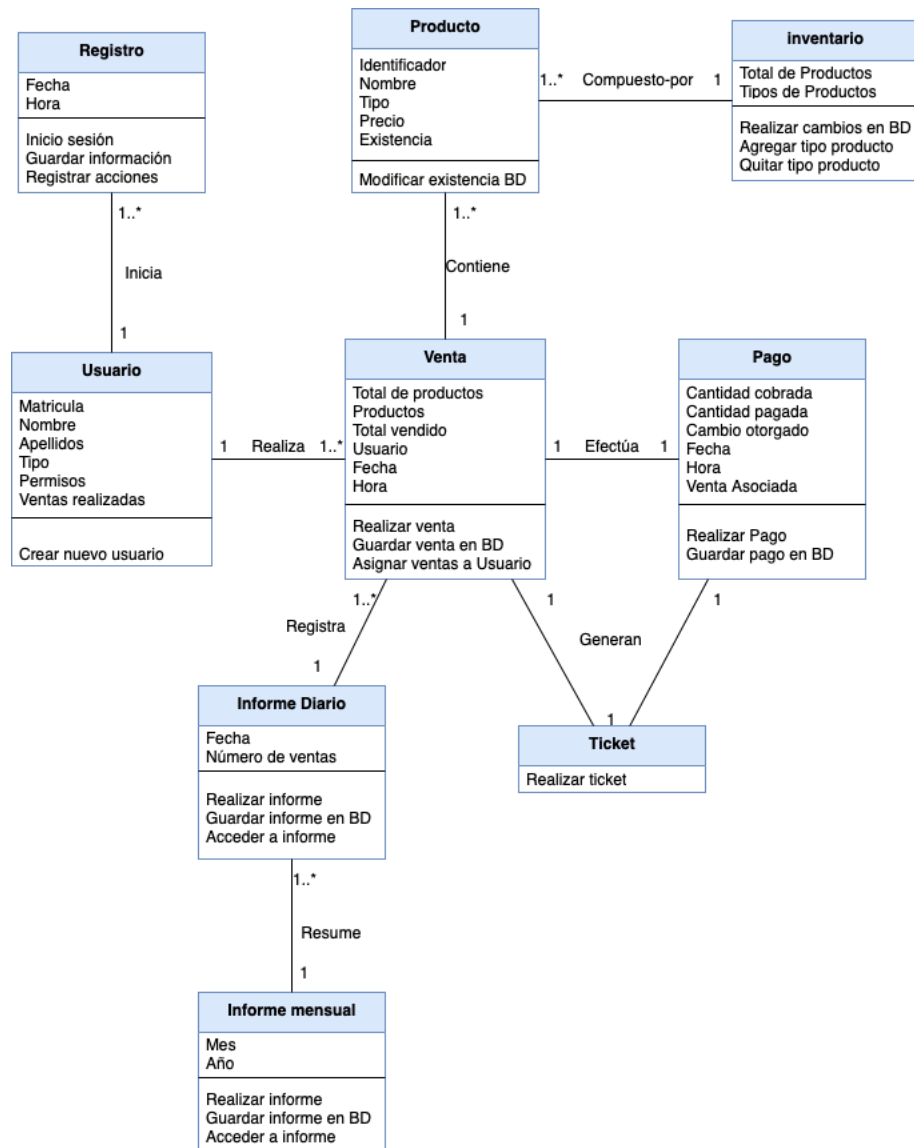 Registro
Fecha
Hora
Inicio sesión
Guardar información
Registrar acciones
Producto
Identificador
Nombre
Tipo
Precio
Existencia
Modificar existencia BD
1..* Compuesto-por 1
inventario
Total de Productos
Tipos de Productos
Realizar cambios en BD
Agregar tipo producto
Quitar tipo producto
1..*
Inicia
1
1..*
Contiene
1
Usuario
Matricula
Nombre
Apellidos
Tipo
Permisos
Ventas realizadas
Crear nuevo usuario
1 Realiza 1..*
Venta
Total de productos
Productos
Total vendido
Usuario
Fecha
Hora
Realizar venta
Guardar venta en BD
Asignar ventas a Usuario
1 Efectúa 1
Pago
Cantidad cobrada
Cantidad pagada
Cambio otorgado
Fecha
Hora
Venta Asociada
Realizar Pago
Guardar pago en BD
1..*
Registra
1
1 1
Generan
1
Informe Diario
Fecha
Número de ventas
Realizar informe
Guardar informe en BD
Acceder a informe
Ticket
Realizar ticket
1..*
Resume
1
Informe mensual
Mes
Año
Realizar informe
Guardar informe en BD
Acceder a informe